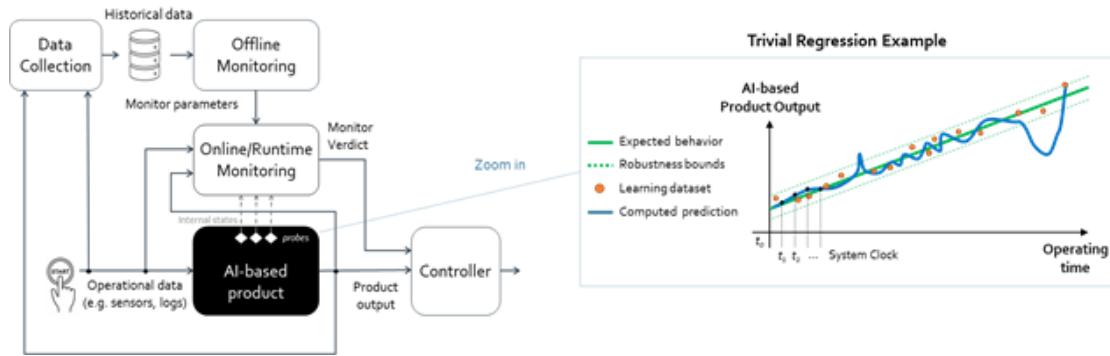 Historical data
Data
Collection
Offline
Monitoring
Monitor parameters
Monitor
Verdict
Online/Runtime
Monitoring
Internal states
probes
START
AI-based
product
Operational data
(e.g. sensors, logs)
Product
output
Controller
Zoom in
Trivial Regression Example
AI-based
Product Output
Expected behavior
Robustness bounds
Learning dataset
Computed prediction
t₀
t₁ t₂ ... System Clock
Operating
time